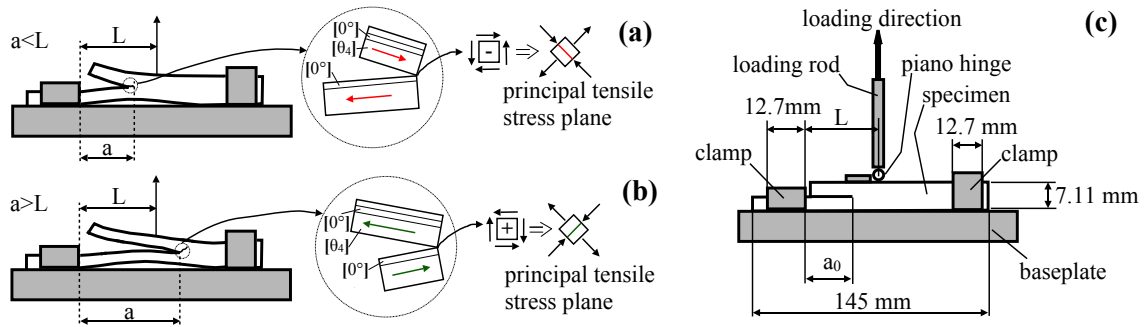 a<L
L
a
[0°]
[θ₄]
[0°]
-
(a)
principal tensile
stress plane
a>L
L
a
[0°]
[θ₄]
[0°]
+
(b)
principal tensile
stress plane
(c)
loading direction
loading rod
piano hinge
specimen
12.7mm
L
12.7 mm
clamp
clamp
7.11 mm
a₀
baseplate
145 mm